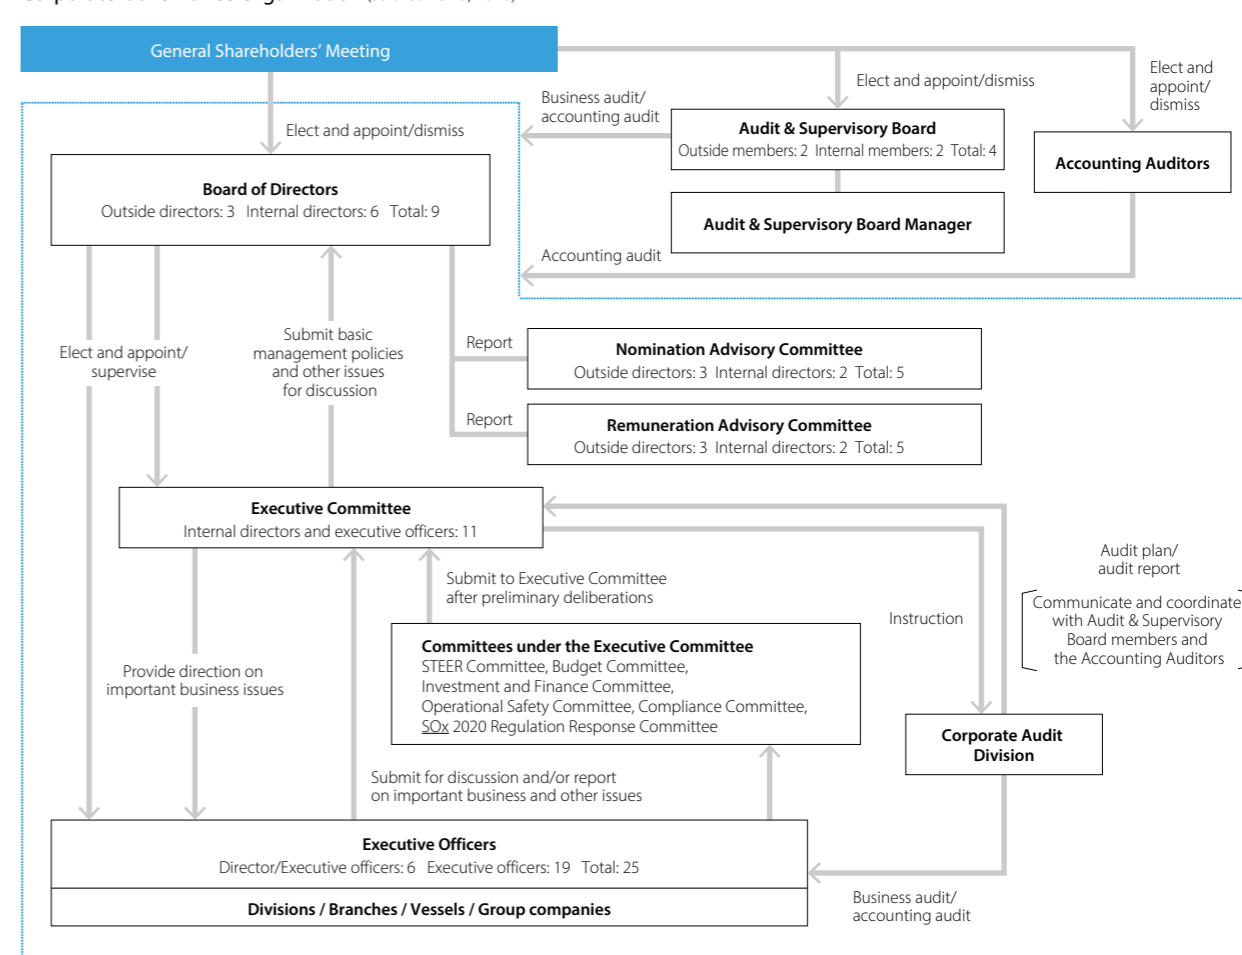 General Shareholders' Meeting
Elect and appoint/dismiss
Elect and appoint/dismiss
Elect and
appoint/
dismiss
Business audit/
accounting audit
Audit & Supervisory Board
Outside members: 2 Internal members: 2 Total: 4
Accounting Auditors
Board of Directors
Outside directors: 3 Internal directors: 6 Total: 9
Audit & Supervisory Board Manager
Accounting audit
Elect and appoint/
supervise
Submit basic
management policies
and other issues
for discussion
Report
Nomination Advisory Committee
Outside directors: 3 Internal directors: 2 Total: 5
Report
Remuneration Advisory Committee
Outside directors: 3 Internal directors: 2 Total: 5
Executive Committee
Internal directors and executive officers: 11
Submit to Executive Committee
after preliminary deliberations
Instruction
Audit plan/
audit report
Communicate and coordinate
with Audit & Supervisory
Board members and
the Accounting Auditors
Committees under the Executive Committee
STEER Committee, Budget Committee,
Investment and Finance Committee,
Operational Safety Committee, Compliance Committee,
SOx 2020 Regulation Response Committee
Provide direction on
important business issues
Corporate Audit
Division
Submit for discussion and/or report
on important business and other issues
Executive Officers
Director/Executive officers: 6 Executive officers: 19 Total: 25
Divisions / Branches / Vessels / Group companies
Business audit/
accounting audit